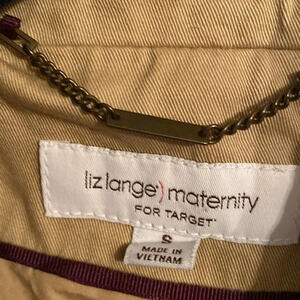 liz lange) maternity
FOR TARGET
S
MADE IN
VIETNAM